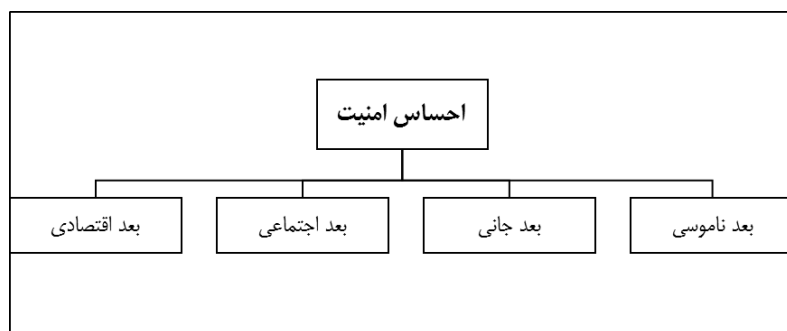 احساس امنیت
بعد ناموسی
بعد جانی
بعد اجتماعی
بعد اقتصادی